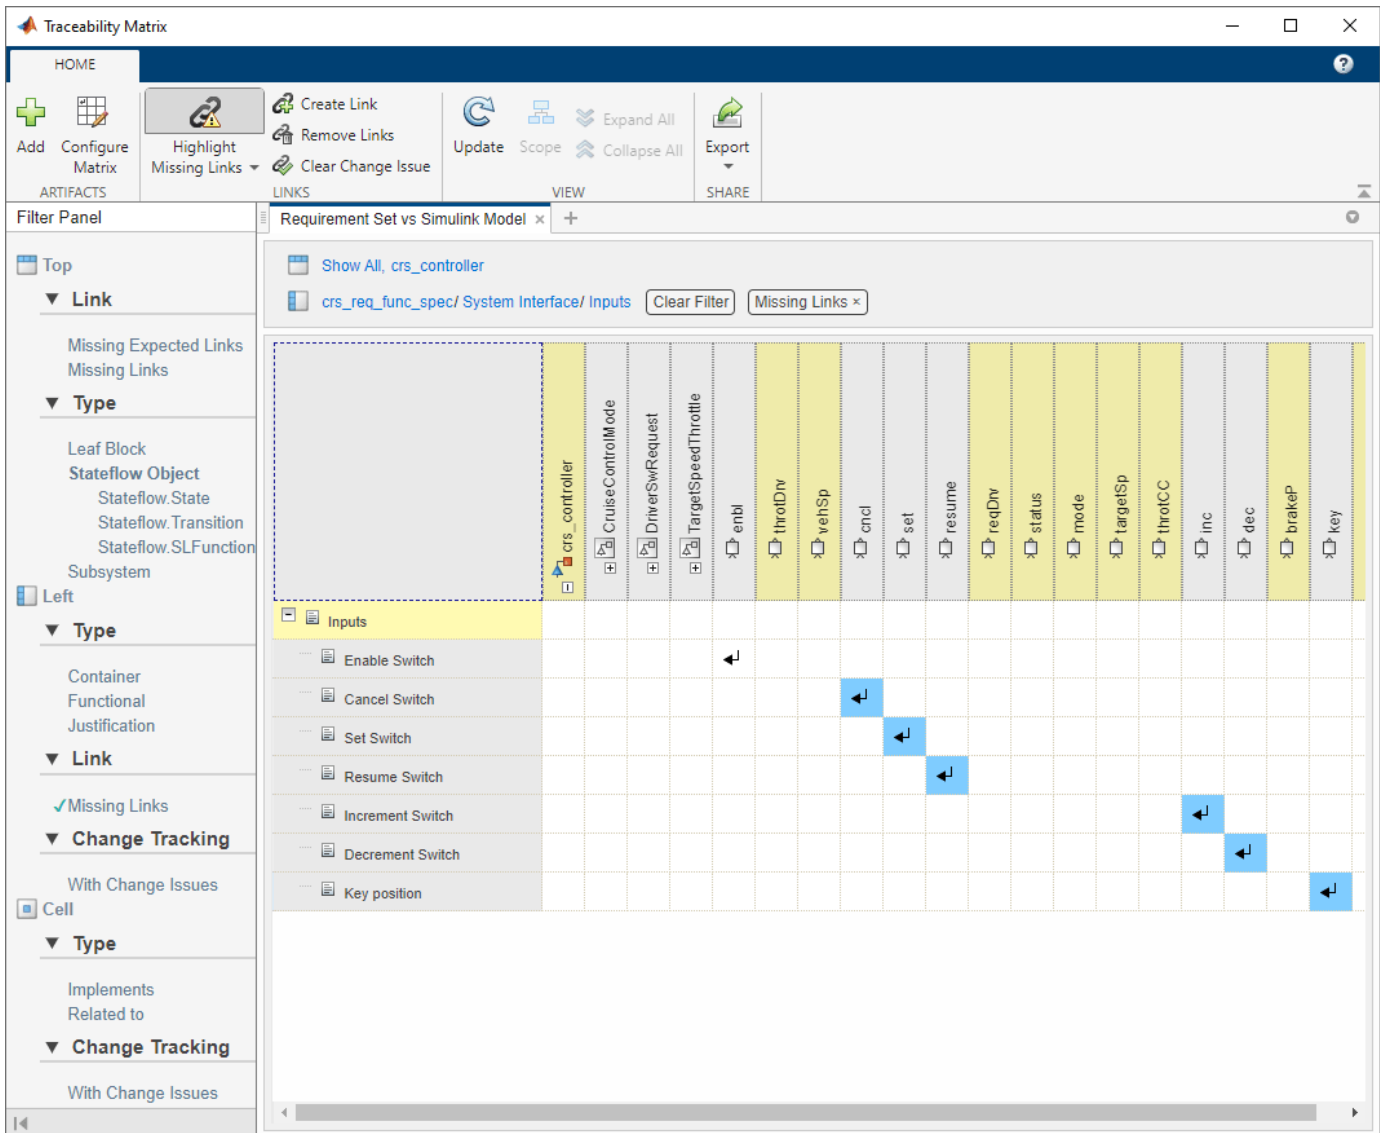 Traceability Matrix
HOME
Add
Configure
Matrix
ARTIFACTS
Highlight
Missing Links
Create Link
Remove Links
Clear Change Issue
LINKS
Update
Scope
Expand All
Collapse All
VIEW
Export
SHARE
Filter Panel
Top
Link
Missing Expected Links
Missing Links
Type
Leaf Block
Stateflow Object
Stateflow.State
Stateflow.Transition
Stateflow.SLFunction
Subsystem
Left
Type
Container
Functional
Justification
Link
✓Missing Links
Change Tracking
With Change Issues
Cell
Type
Implements
Related to
Change Tracking
With Change Issues
Requirement Set vs Simulink Model ×
Show All, crs_controller
crs_req_func_spec/ System Interface/ Inputs Clear Filter Missing Links ×
crs_controller
CruiseControlMode
DriverSwRequest
TargetSpeedThrottle
enbl
throtDrv
vehSp
cncl
set
resume
reqDrv
status
mode
targetSp
throtCC
inc
dec
brakeP
key
Inputs
Enable Switch
Cancel Switch
Set Switch
Resume Switch
Increment Switch
Decrement Switch
Key position